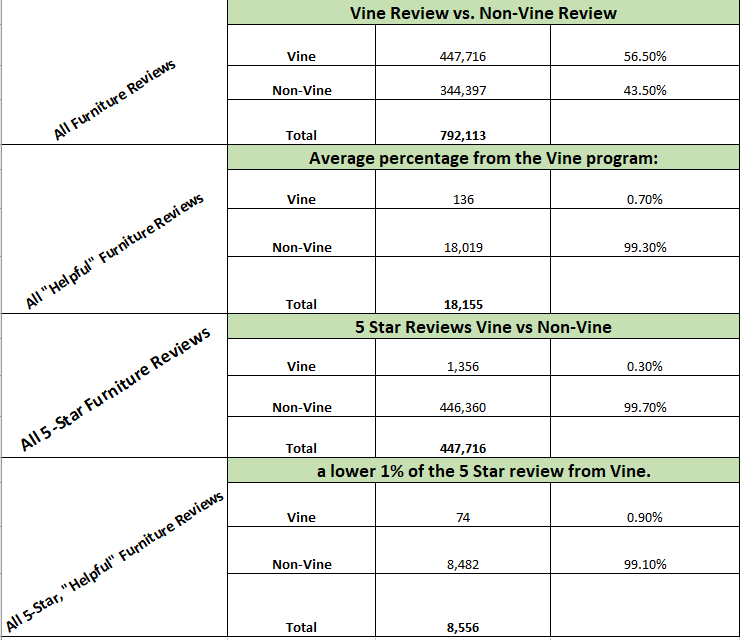 Vine Review vs. Non-Vine Review
All Furniture Reviews
Vine 447,716 56.50%
Non-Vine 344,397 43.50%
Total 792,113
Average percentage from the Vine program:
All "Helpful" Furniture Reviews
Vine 136 0.70%
Non-Vine 18,019 99.30%
Total 18,155
5 Star Reviews Vine vs Non-Vine
All 5-Star Furniture Reviews
Vine 1,356 0.30%
Non-Vine 446,360 99.70%
Total 447,716
a lower 1% of the 5 Star review from Vine.
All 5-Star,"Helpful" Furniture Reviews
Vine 74 0.90%
Non-Vine 8,482 99.10%
Total 8,556